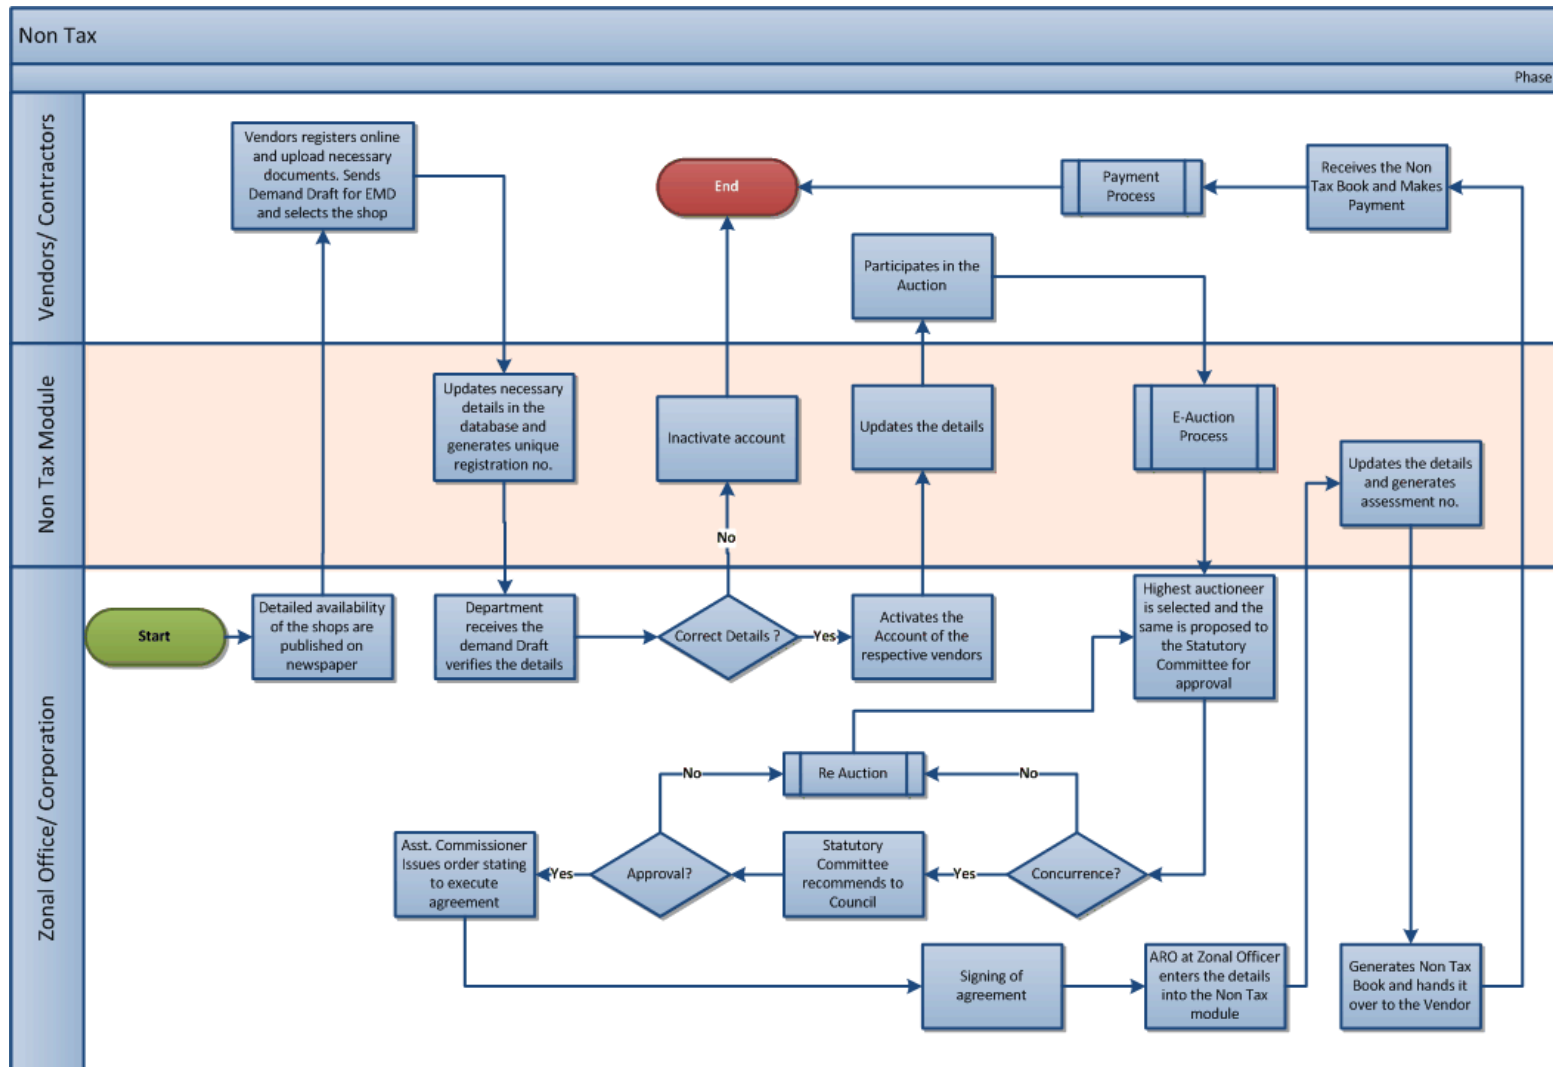 Non Tax
Phase
Vendors/ Contractors
Vendors registers online
and upload necessary
documents. Sends
Demand Draft for EMD
and selects the shop
End
Payment
Process
Receives the Non
Tax Book and Makes
Payment
Participates in the
Auction
Non Tax Module
Updates necessary
details in the
database and
generates unique
registration no.
Inactivate account
Updates the details
E-Auction
Process
Updates the details
and generates
assessment no.
No
Zonal Office/ Corporation
Start
Detailed availability
of the shops are
published on
newspaper
Department
receives the
demand Draft
verifies the details
Correct Details ?
Yes
Activates the
Account of the
respective vendors
Highest auctioneer
is selected and the
same is proposed to
the Statutory
Committee for
approval
No
Re Auction
No
Asst. Commissioner
Issues order stating
to execute
agreement
Yes
Approval?
Statutory
Committee
recommends to
Council
Yes
Concurrence?
Signing of
agreement
ARO at Zonal Officer
enters the details
into the Non Tax
module
Generates Non Tax
Book and hands it
over to the Vendor